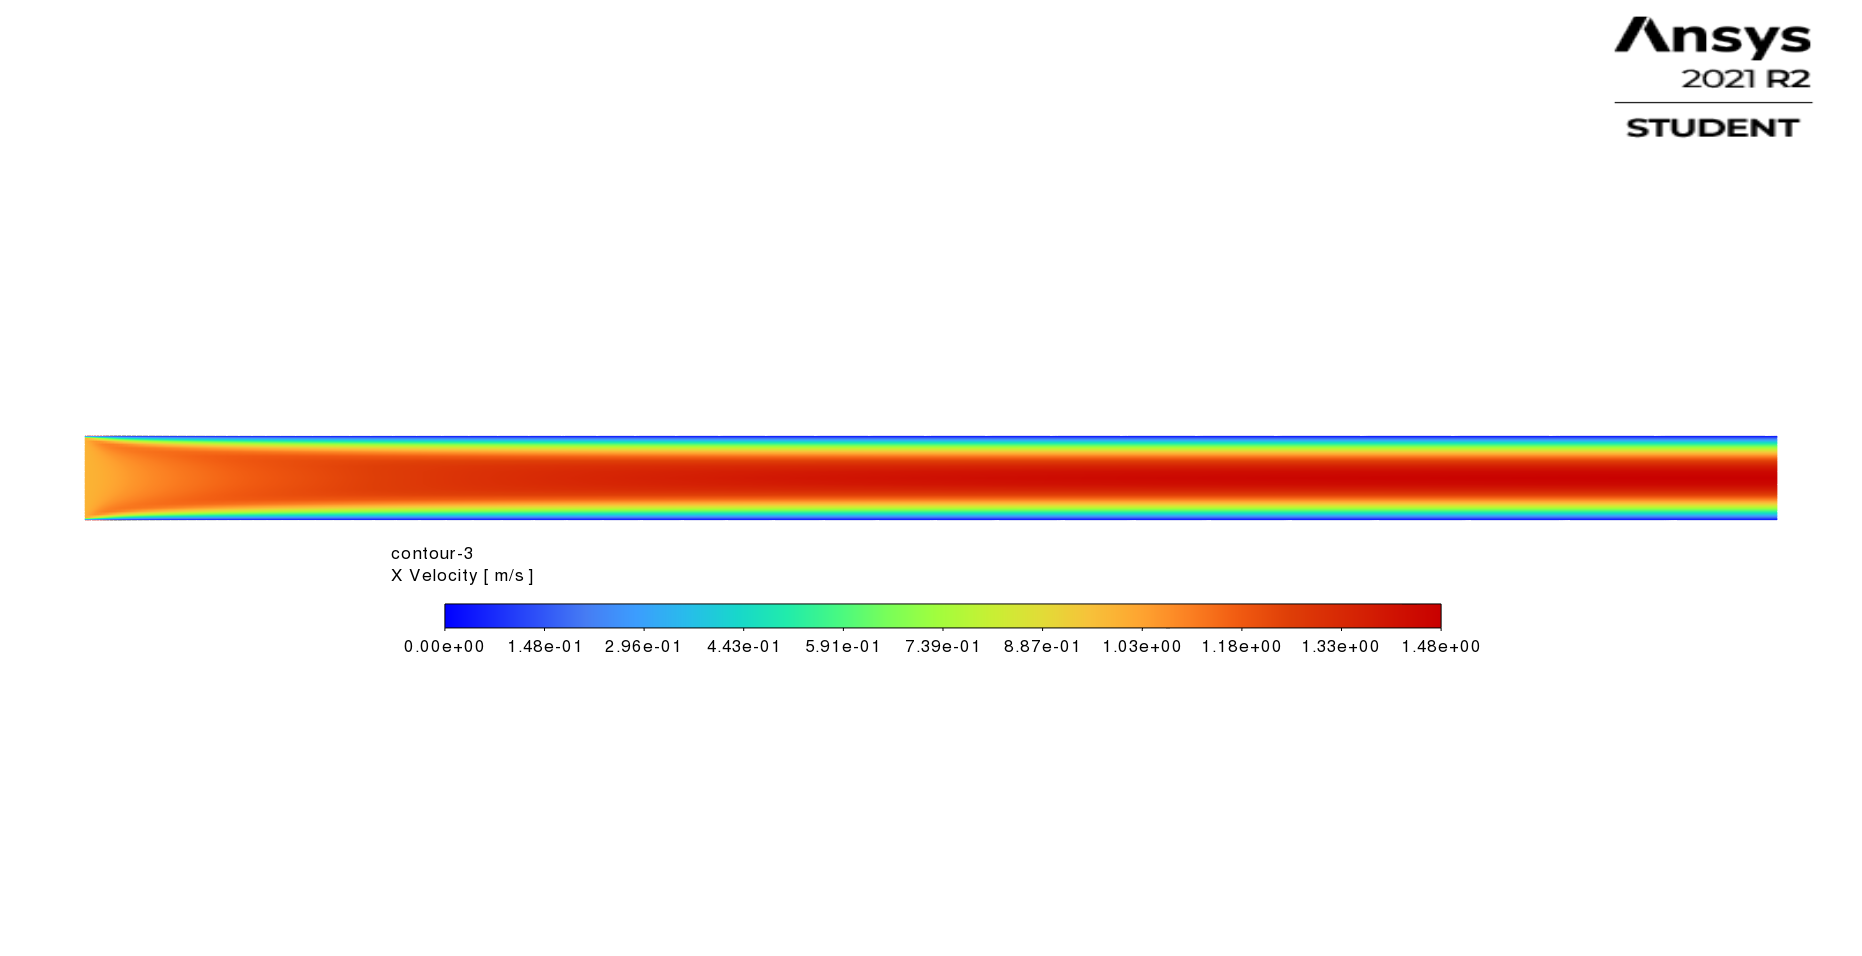 Ansys
2021 R2
STUDENT
contour-3
X Velocity [ m/s ]
0.00e+00 1.48e-01 2.96e-01 4.43e-01 5.91e-01 7.39e-01 8.87e-01 1.03e+00 1.18e+00 1.33e+00 1.48e+00